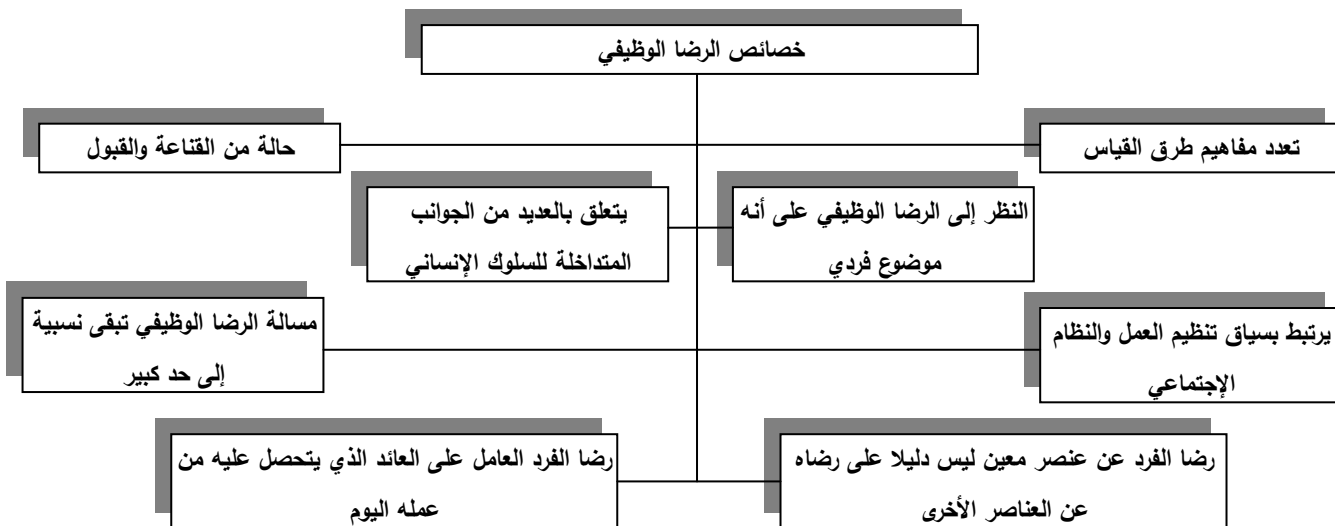 خصائص الرضا الوظيفي
تعدد مفاهيم طرق القياس
حالة من القناعة والقبول
النظر إلى الرضا الوظيفي على أنه
موضوع فردي
يتعلق بالعديد من الجوانب
المتداخلة للسلوك الإنساني
يرتبط بسياق تنظيم العمل والنظام
الإجتماعي
مسالة الرضا الوظيفي تبقى نسبية
إلى حد كبير
رضا الفرد عن عنصر معين ليس دليلا على رضاه
عن العناصر الأخرى
رضا الفرد العامل على العائد الذي يتحصل عليه من
عمله اليوم